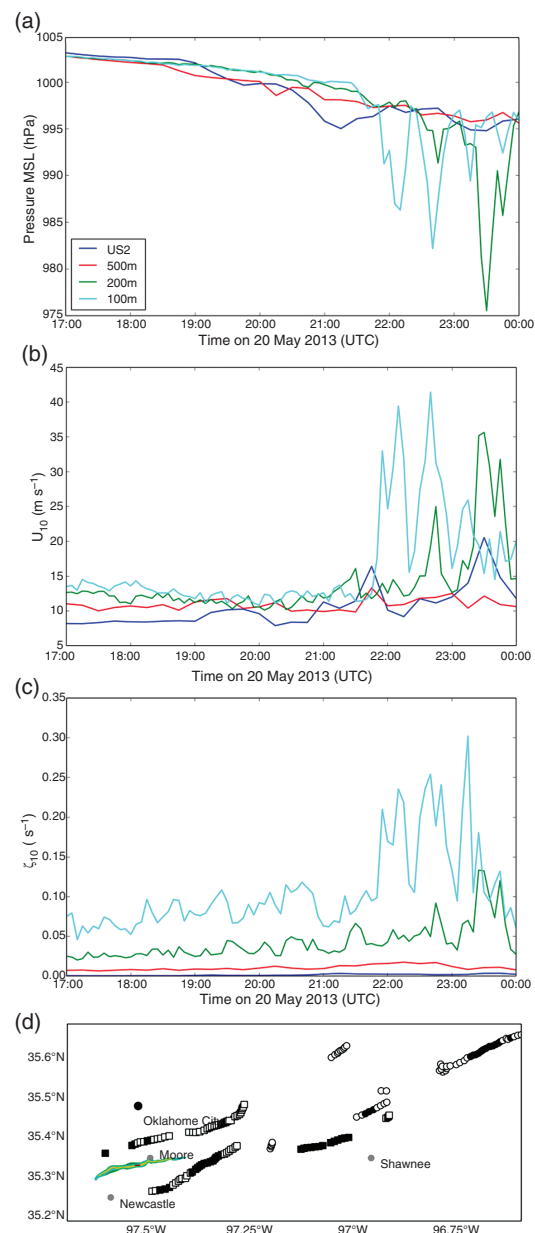 (a)
1005
1000
995
990
985
980
975
Pressure MSL (hPa)
US2
500m
200m
100m
17:00 18:00 19:00 20:00 21:00 22:00 23:00 00:00
Time on 20 May 2013 (UTC)
(b)
45
40
35
30
25
20
15
10
5
U10 (m s−1)
17:00 18:00 19:00 20:00 21:00 22:00 23:00 00:00
Time on 20 May 2013 (UTC)
(c)
0.35
0.30
0.25
0.20
0.15
0.10
0.05
0.00
ζ10 ( s−1)
17:00 18:00 19:00 20:00 21:00 22:00 23:00 00:00
Time on 20 May 2013 (UTC)
(d)
35.6°N
35.5°N
35.4°N
35.3°N
35.2°N
Oklahome City
Moore
Shawnee
Newcastle
97.5°W 97.25°W 97°W 96.75°W